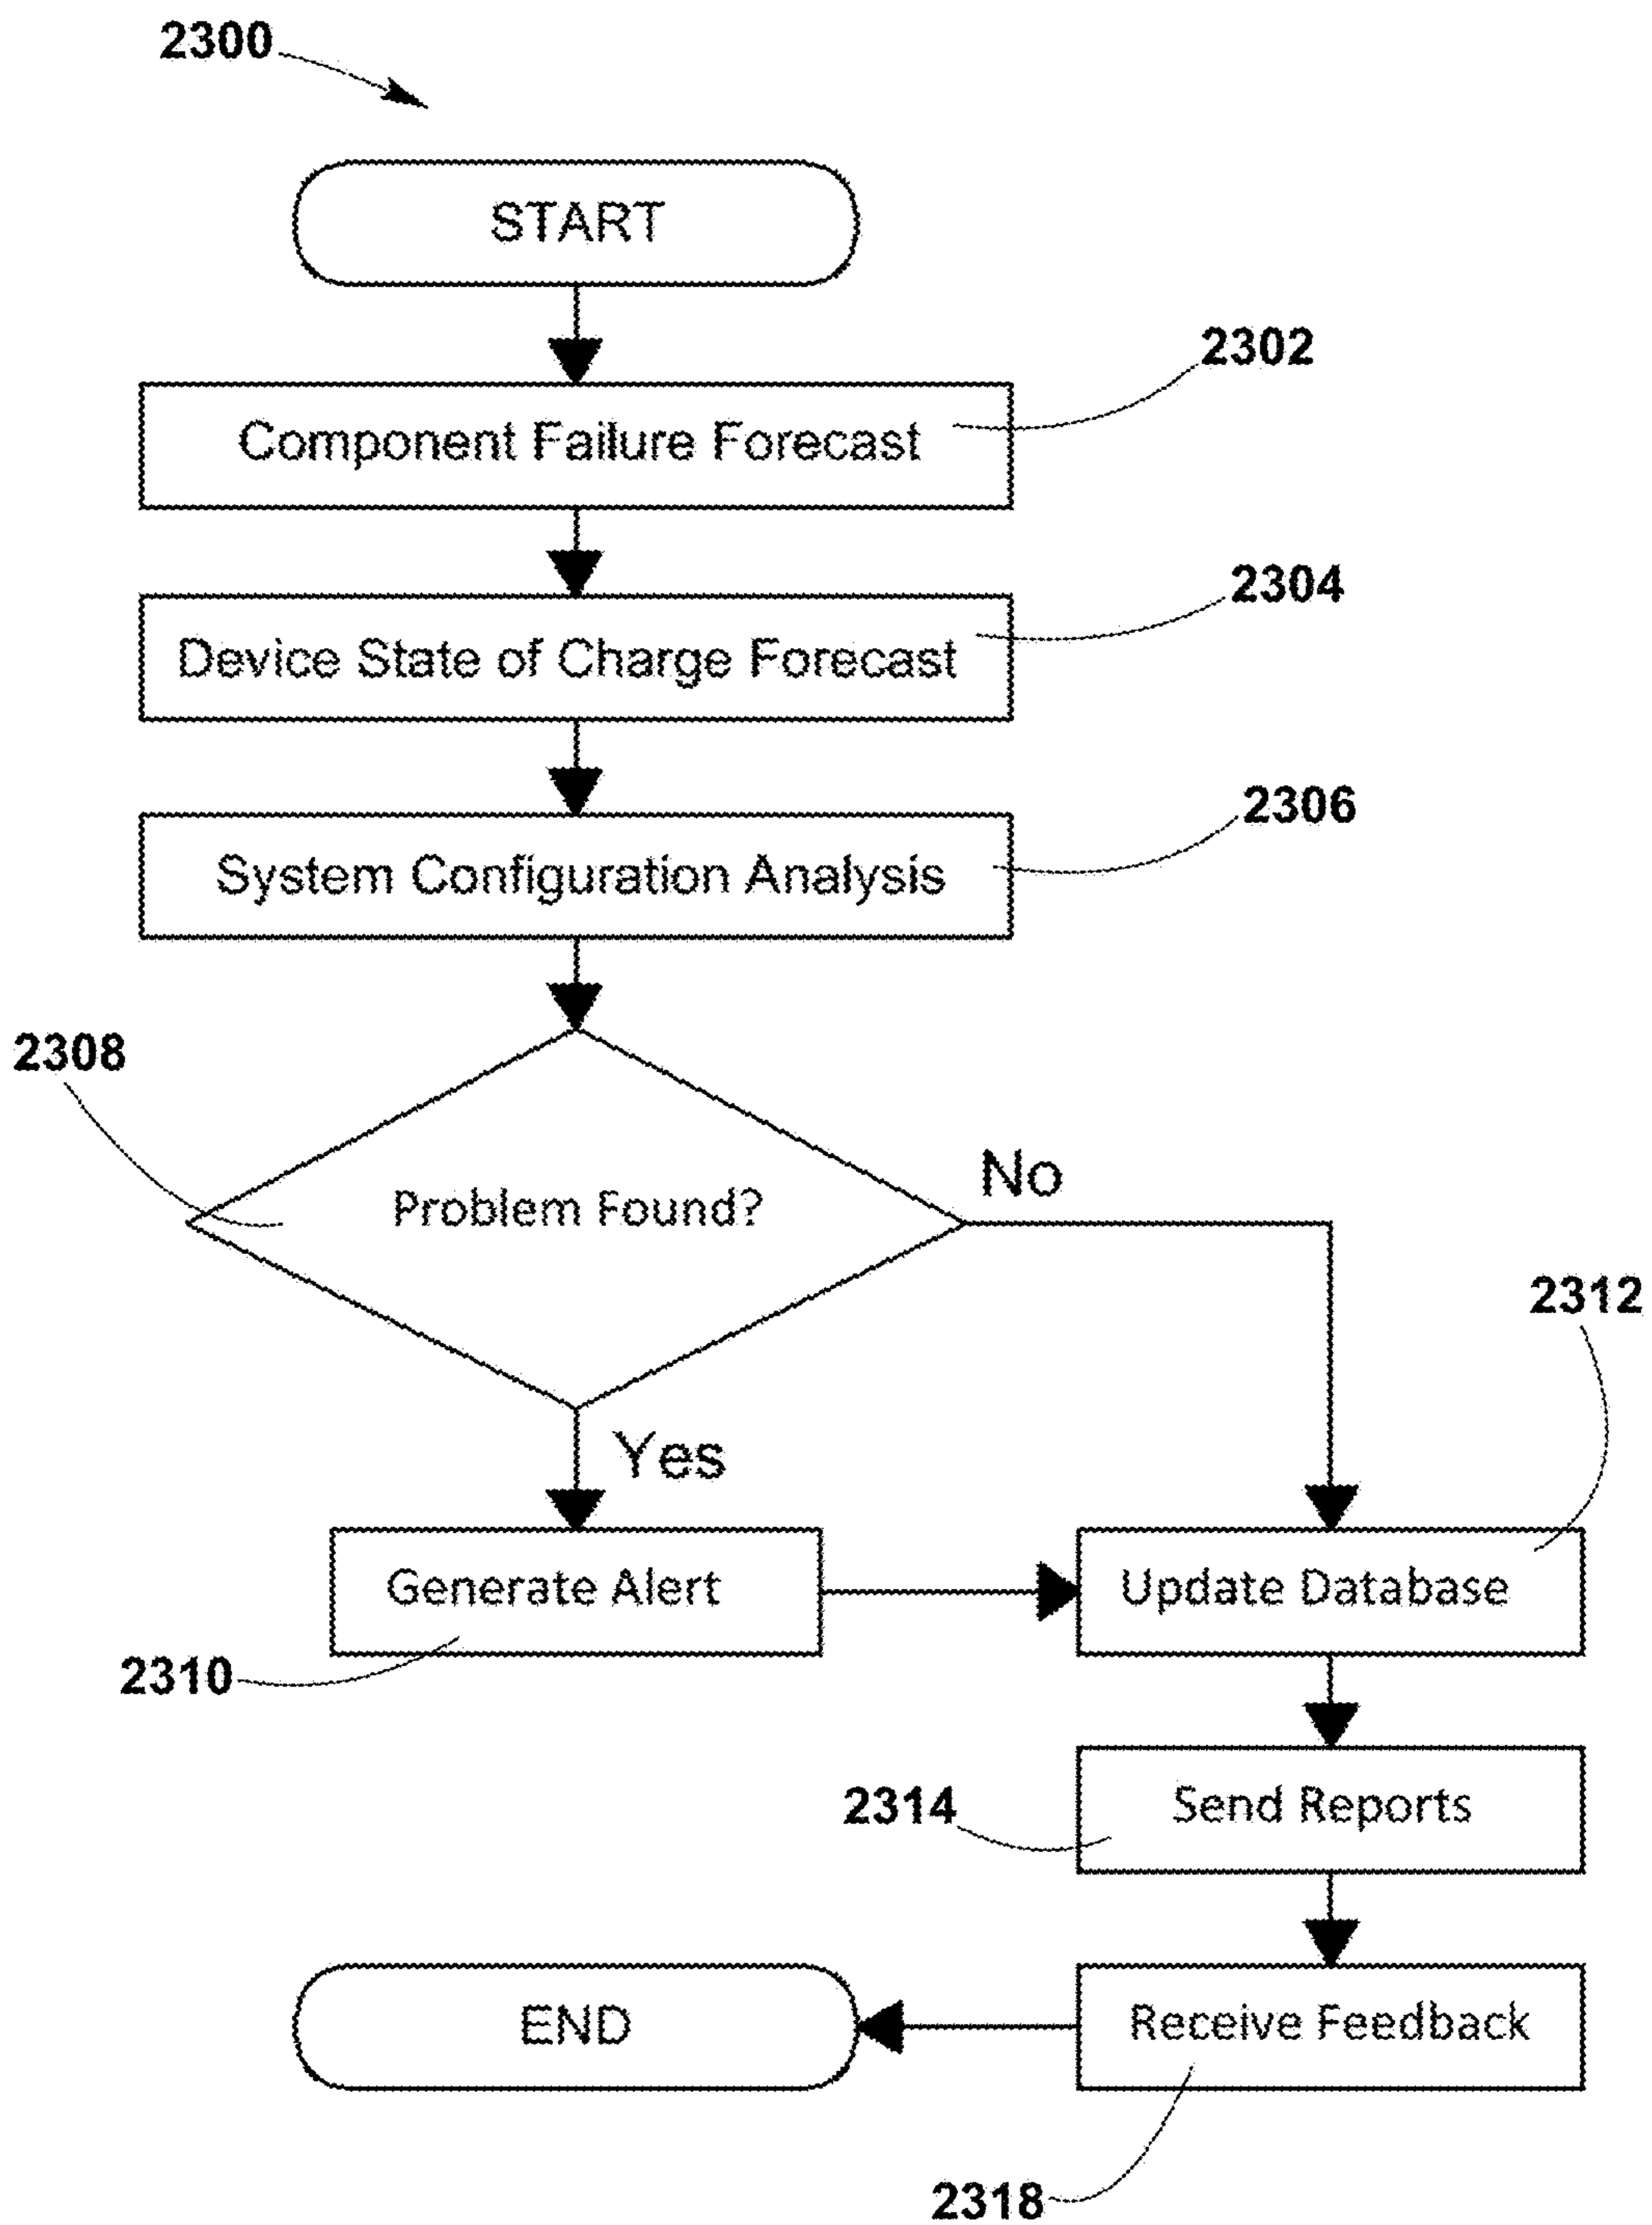 2300
START
2302
Component Failure Forecast
2304
Device State of Charge Forecast
2306
System Configuration Analysis
2308
Problem Found?
No
2312
Yes
Generate Alert
Update Database
2310
2314
Send Reports
END
Receive Feedback
2318